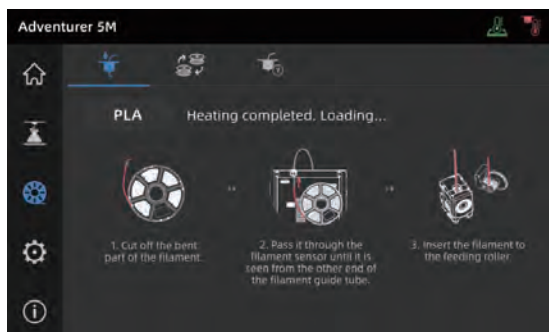 Adventurer 5M
PLA Heating completed. Loading...
1. Cut off the bent
part of the filament.
2. Pass it through the
filament sensor until it is
seen from the other end of
the filament guide tube.
3. Insert the filament to
the feeding roller.